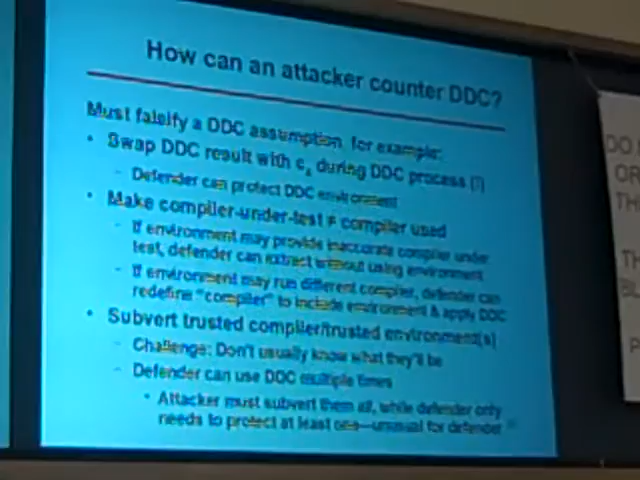 How can an attacker counter DDC?
Must falsify a DDC assumption, for example:
• Swap DDC result with cA during DDC process (!)
- Defender can protect DDC environment
• Make compiler-under-test ≠ compiler used
- If environment may provide inaccurate compiler under
test, defender can extract without using environment
- If environment may run different compiler, defender can
redefine "compiler" to include environment & apply DDC
• Subvert trusted compiler/trusted environment(s)
- Challenge: Don't usually know what they'll be
- Defender can use DDC multiple times
• Attacker must subvert them all, while defender only
needs to protect at least one—unusual for defender
DO
OR
TH
TH
BL
P